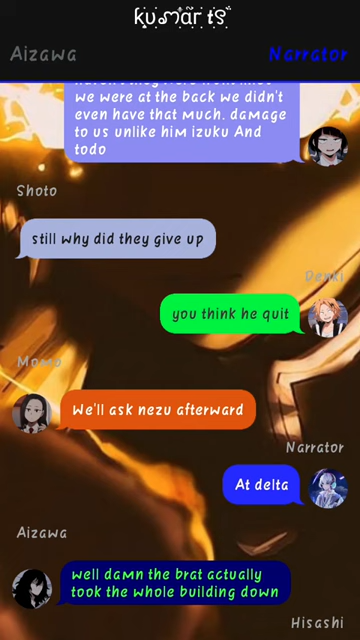 kumar ts
Aizawa
Narrator
we were at the back we didn't
even have that much. damage
to us unlike him izuku And
todo
Shoto
still why did they give up
Denki
you think he quit
Momo
We'll ask nezu afterward
Narrator
At delta
Aizawa
well damn the brat actually
took the whole building down
Hisashi